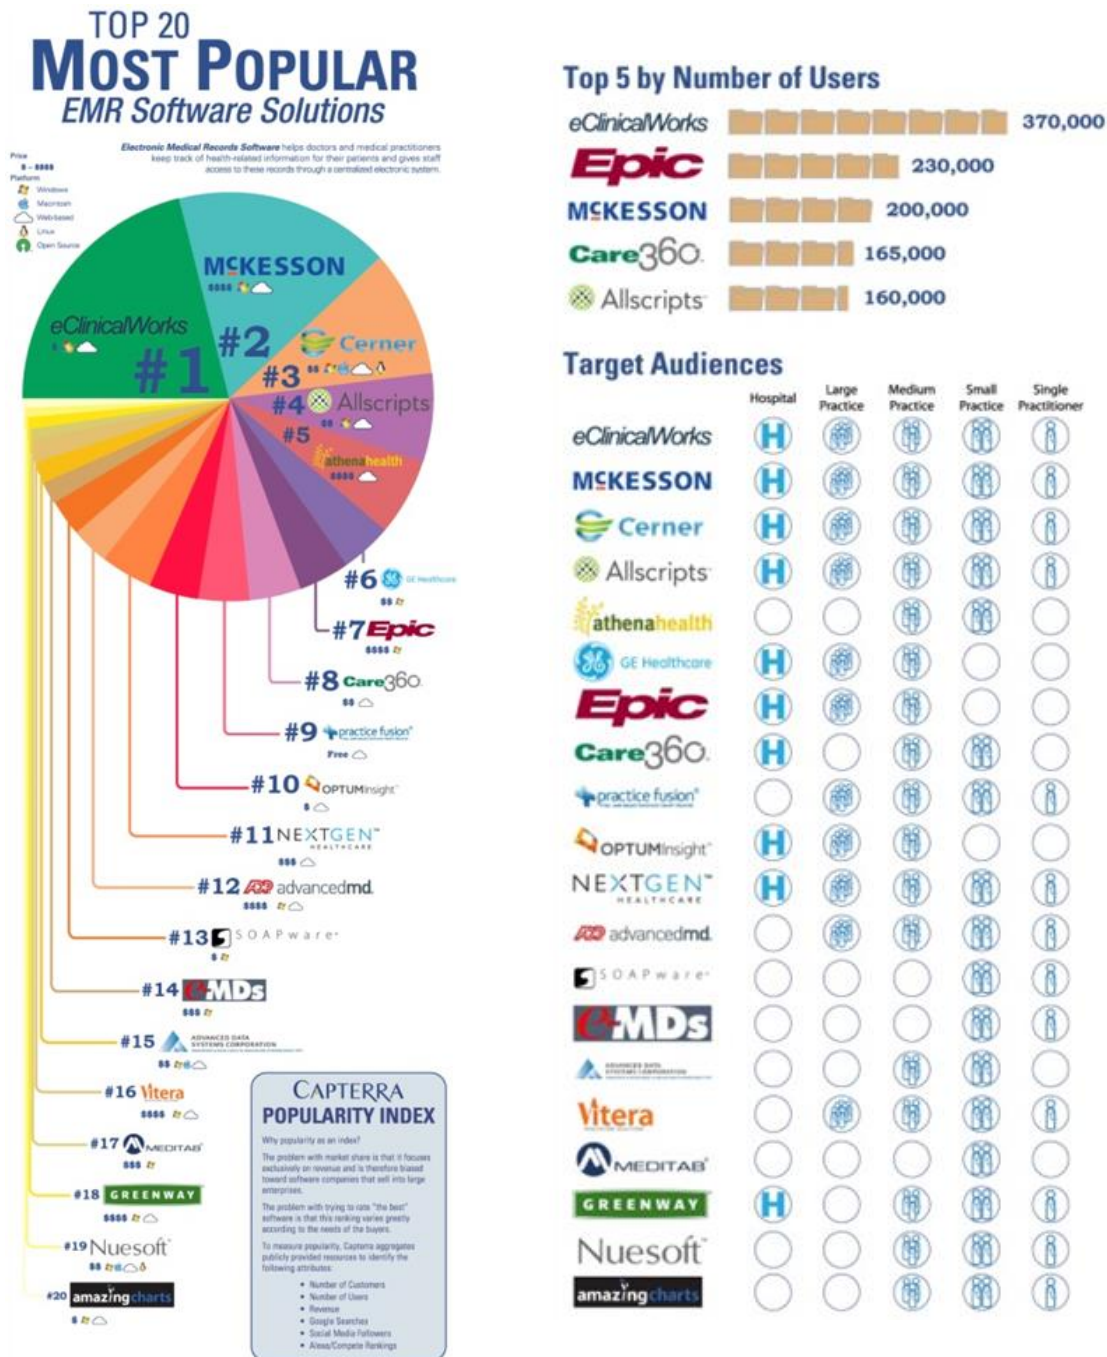 TOP 20
MOST POPULAR
EMR Software Solutions
Electronic Medical Records Software helps doctors and medical practitioners
keep track of health-related information for their patients and gives staff
access to these records through a centralized electronic system.
Price
$ – $$$$
Platform
Windows
Macintosh
Web-based
Linux
Open Source
eClinicalWorks
$
#1
McKESSON
$$$$
#2
Cerner
#3 $$
#4 Allscripts
$$
#5
athenahealth
$$$$
#6 GE Healthcare
$$
#7 Epic
$$$$
#8 Care360
$$
#9 practice fusion
Free
#10 OPTUMInsight™
$
#11 NEXTGEN™
HEALTHCARE
$$$
#12 ADP advancedmd.
$$$$
#13 SOAPware
$
#14 e-MDs
$$$
#15 ADVANCED DATA
SYSTEMS CORPORATION
$$
#16 Vitera
$$$$
#17 MEDITAB
$$$
#18 GREENWAY
$$$$
#19 Nuesoft
$$
#20 amazingcharts
$
CAPTERRA
POPULARITY INDEX
Why popularity as an index?
The problem with market share is that it focuses
exclusively on revenue and is therefore biased
toward software companies that sell into large
enterprises.
The problem with trying to rate "the best"
software is that this ranking varies greatly
according to the needs of the buyers.
To measure popularity, Capterra aggregates
publicly provided resources to identify the
following attributes:
• Number of Customers
• Number of Users
• Revenue
• Google Searches
• Social Media Followers
• Alexa/Compete Rankings
Top 5 by Number of Users
eClinicalWorks 370,000
Epic 230,000
McKESSON 200,000
Care360 165,000
Allscripts 160,000
Target Audiences
Hospital Large Practice Medium Practice Small Practice Single Practitioner
eClinicalWorks H
McKESSON H
Cerner H
Allscripts H
athenahealth
GE Healthcare H
Epic H
Care360 H
practice fusion
OPTUMInsight™ H
NEXTGEN™
HEALTHCARE H
ADP advancedmd.
SOAPware
e-MDs
ADVANCED DATA
SYSTEMS CORPORATION
Vitera
MEDITAB
GREENWAY H
Nuesoft
amazingcharts